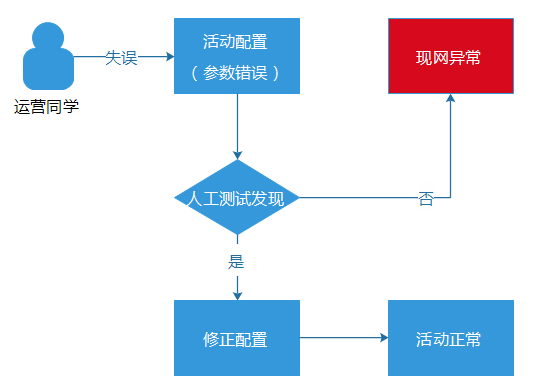 活动配置
（参数错误）
现网异常
失误
运营同学
人工测试发现
否
是
修正配置
活动正常